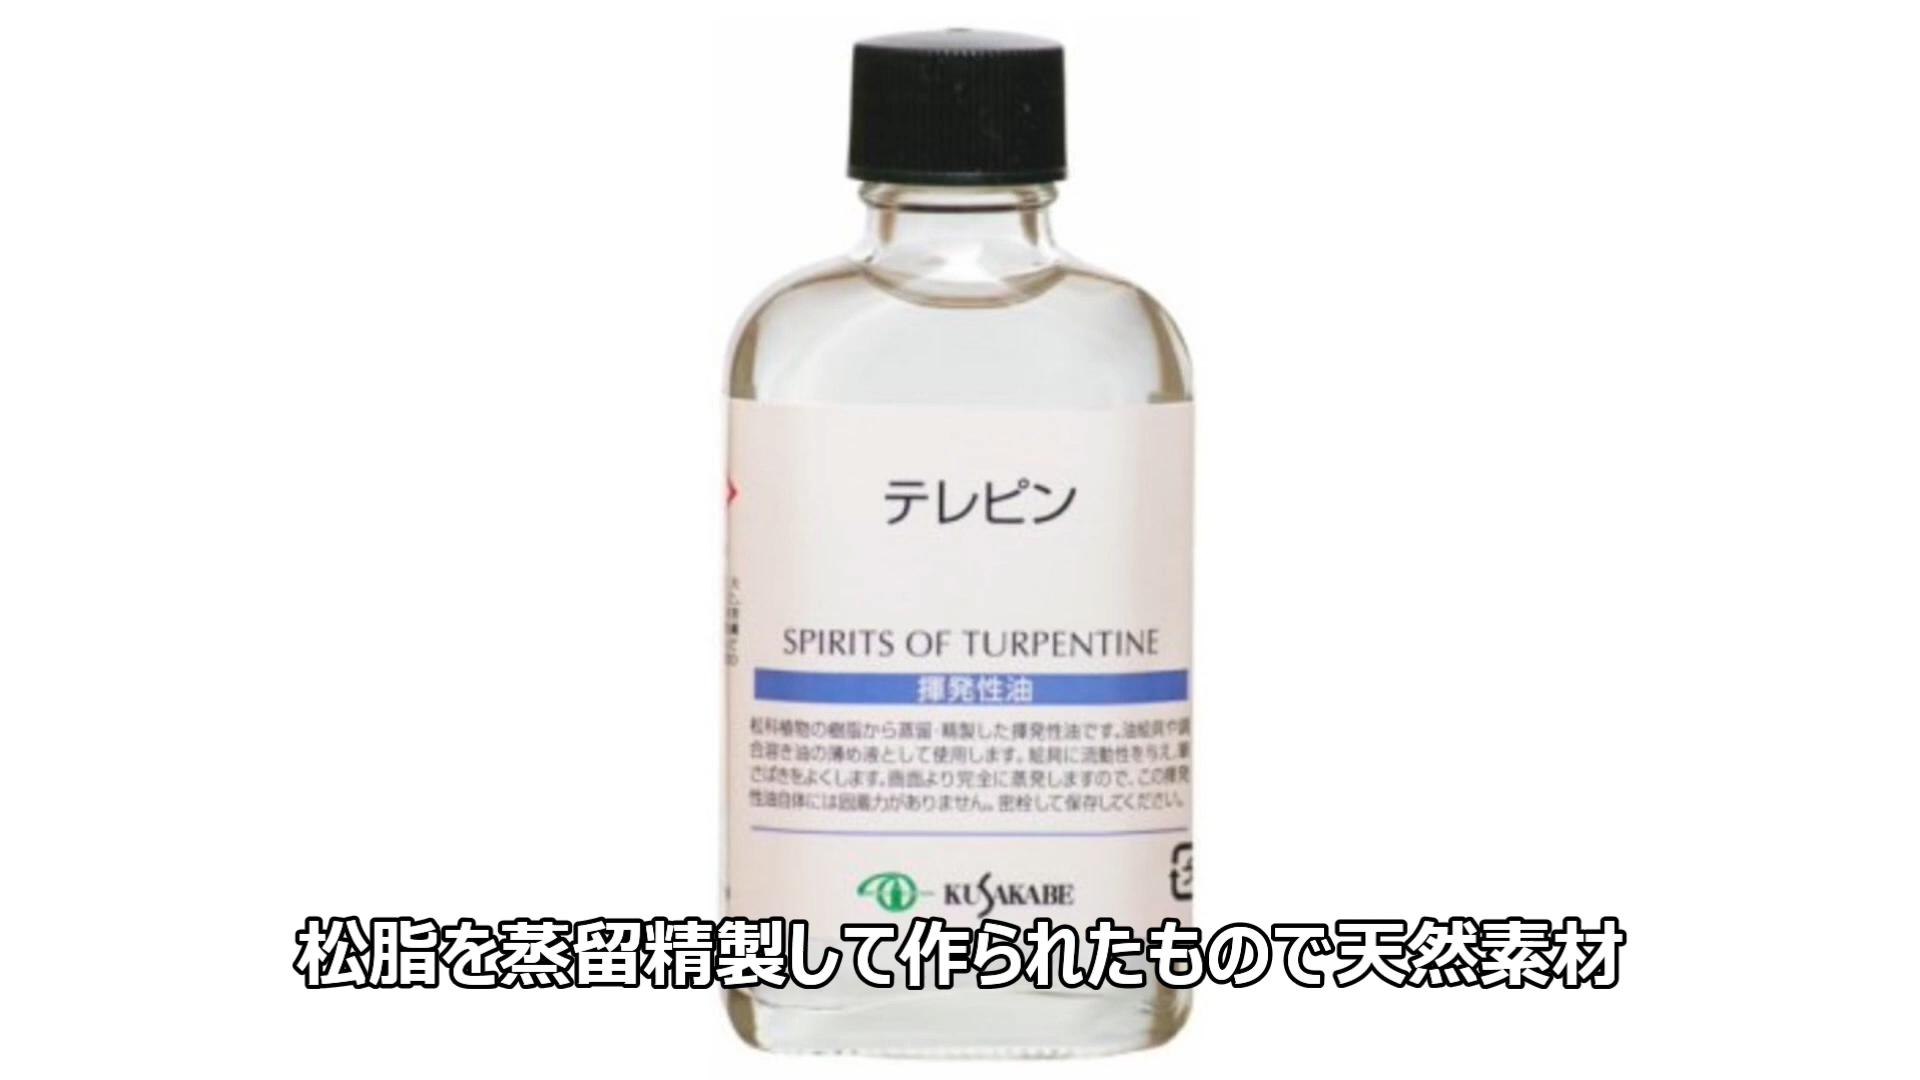 テレピン
SPIRITS OF TURPENTINE
揮発性油
松科植物の樹脂から蒸留・精製した揮発性油です。油絵具や調
合溶き油の薄め液として使用します。絵具に流動性を与え、筆
さばきをよくします。画面より完全に蒸発しますので、この揮発
性油自体には固着力がありません。密栓して保存してください。
KUSAKABE
松脂を蒸留精製して作られたもので天然素材